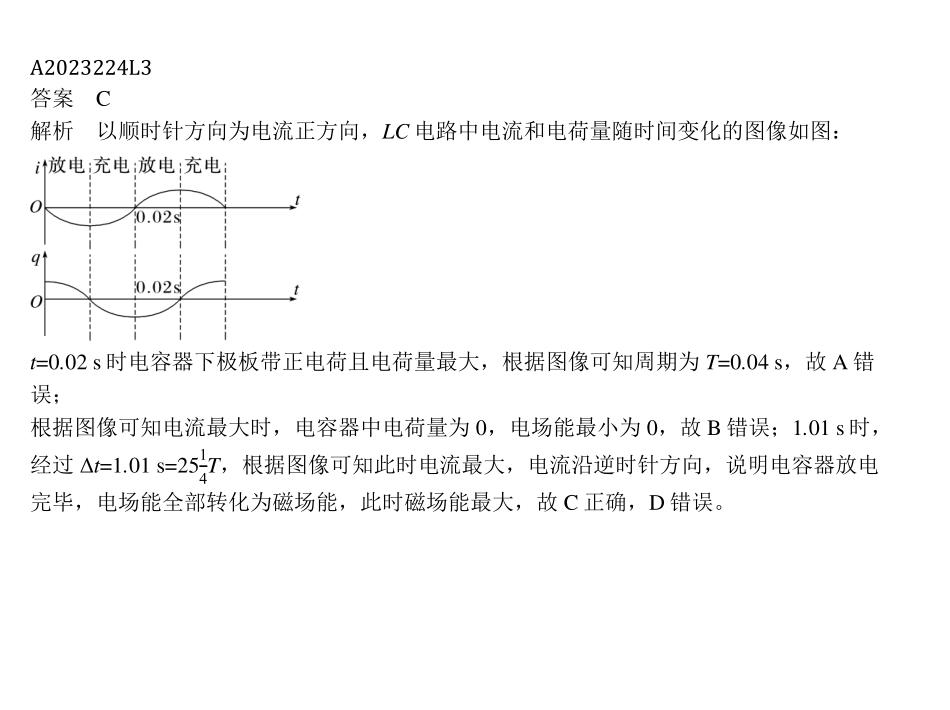 A2023224L3
答案 C
解析 以顺时针方向为电流正方向，LC 电路中电流和电荷量随时间变化的图像如图：
i 放电 充电 放电 充电
O 0.02s t
q
O 0.02s t
t=0.02 s 时电容器下极板带正电荷且电荷量最大，根据图像可知周期为 T=0.04 s，故 A 错
误；
根据图像可知电流最大时，电容器中电荷量为 0，电场能最小为 0，故 B 错误；1.01 s 时，
经过 Δt=1.01 s=25\frac{1}{4}T，根据图像可知此时电流最大，电流沿逆时针方向，说明电容器放电
完毕，电场能全部转化为磁场能，此时磁场能最大，故 C 正确，D 错误。